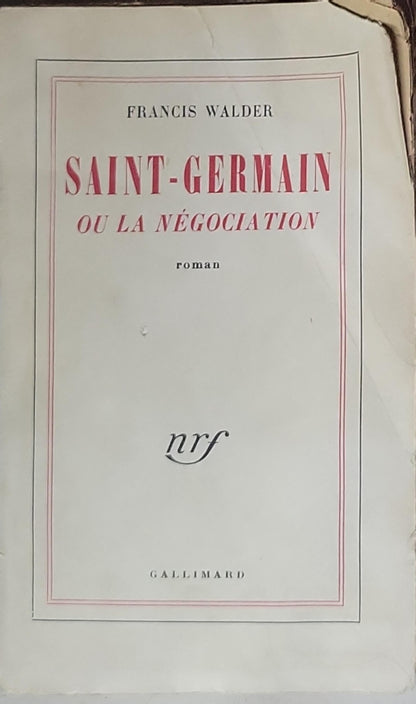 FRANCIS WALDER
SAINT-GERMAIN
OU LA NÉGOCIATION
roman
nrf
GALLIMARD